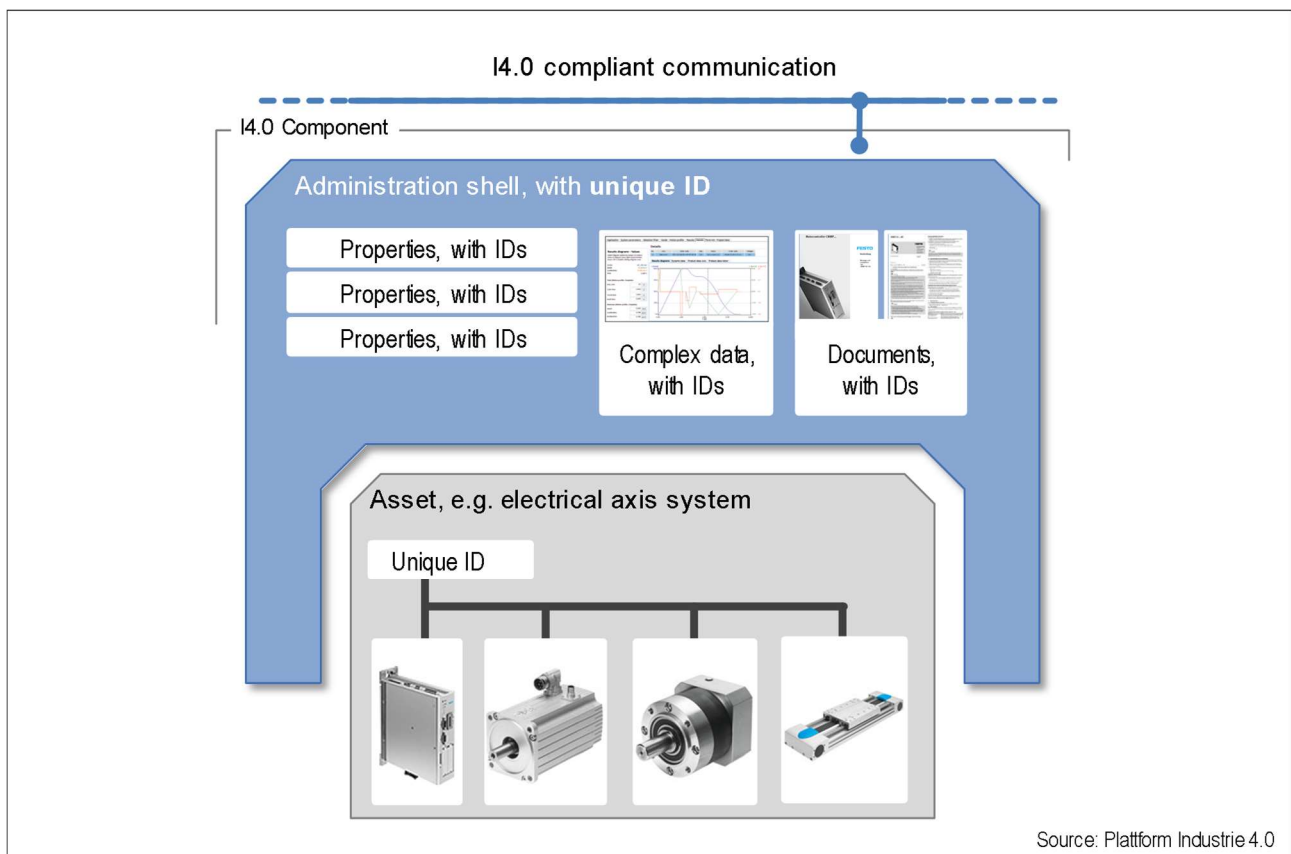 I4.0 compliant communication
I4.0 Component
Administration shell, with unique ID
Properties, with IDs
Properties, with IDs
Properties, with IDs
Complex data,
with IDs
FESTO
Documents,
with IDs
Asset, e.g. electrical axis system
Unique ID
Source: Plattform Industrie 4.0